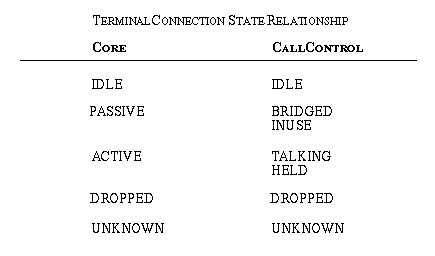 TERMINALCONNECTION STATE RELATIONSHIP
CORE CALLCONTROL
IDLE IDLE
PASSIVE BRIDGED
INUSE
ACTIVE TALKING
HELD
DROPPED DROPPED
UNKNOWN UNKNOWN